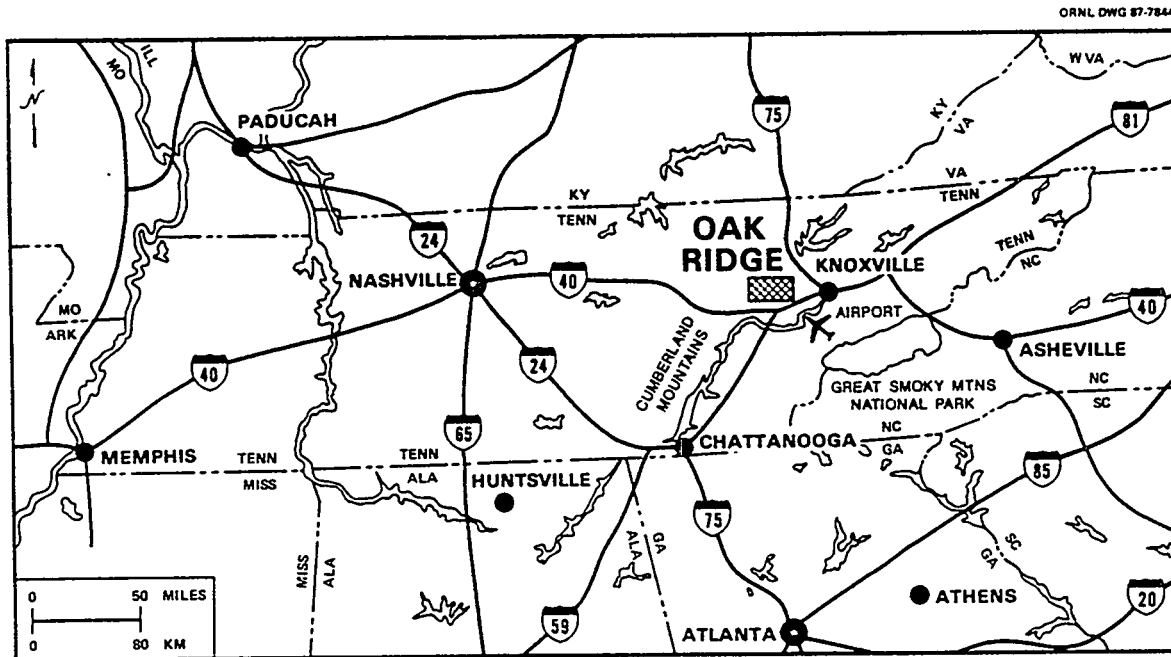 ORNL DWG 87-7844
MO
ILL
W VA
PADUCAH
75
KY
VA
81
KY
TENN
VA
TENN
24
OAK
RIDGE
TENN
NC
NASHVILLE
40
KNOXVILLE
MO
ARK
AIRPORT
40
40
24
CUMBERLAND
MOUNTAINS
ASHEVILLE
GREAT SMOKY MTNS
NATIONAL PARK
NC
SC
65
MEMPHIS
TENN
MISS
TENN
ALA
CHATTANOOGA
NC
GA
HUNTSVILLE
85
75
MISS
ALA
GA
ALA
SC
GA
0 50 MILES
0 80 KM
59
ATHENS
20
ATLANTA